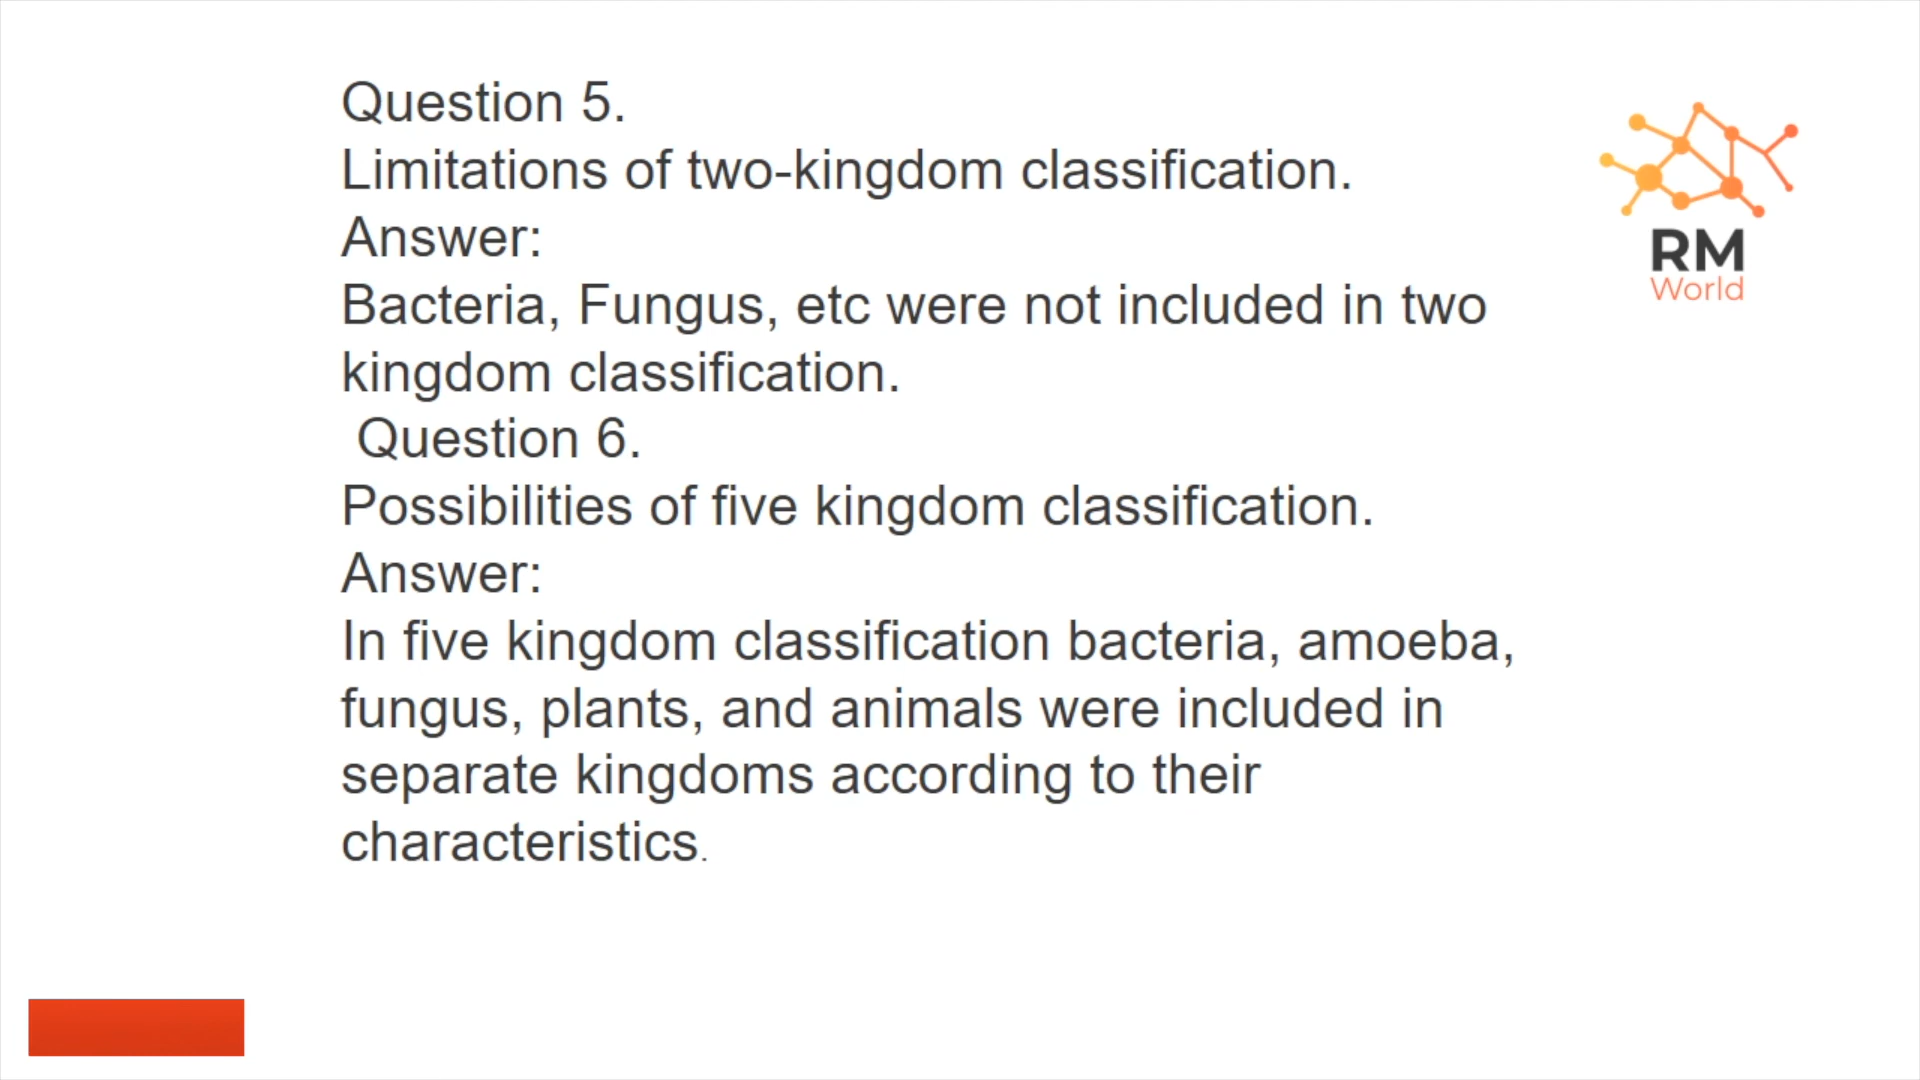 Question 5.
Limitations of two-kingdom classification.
Answer:
Bacteria, Fungus, etc were not included in two
kingdom classification.
Question 6.
Possibilities of five kingdom classification.
Answer:
In five kingdom classification bacteria, amoeba,
fungus, plants, and animals were included in
separate kingdoms according to their
characteristics.
RM
World